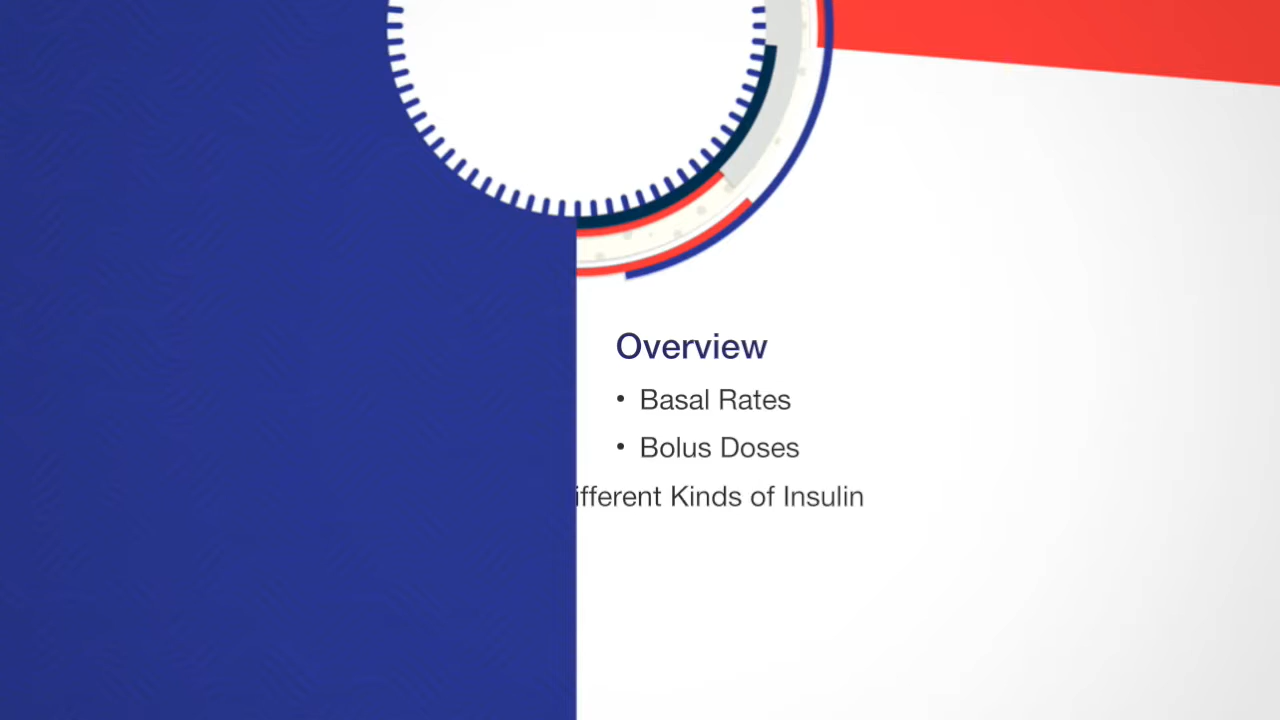 Overview
• Basal Rates
• Bolus Doses
ifferent Kinds of Insulin